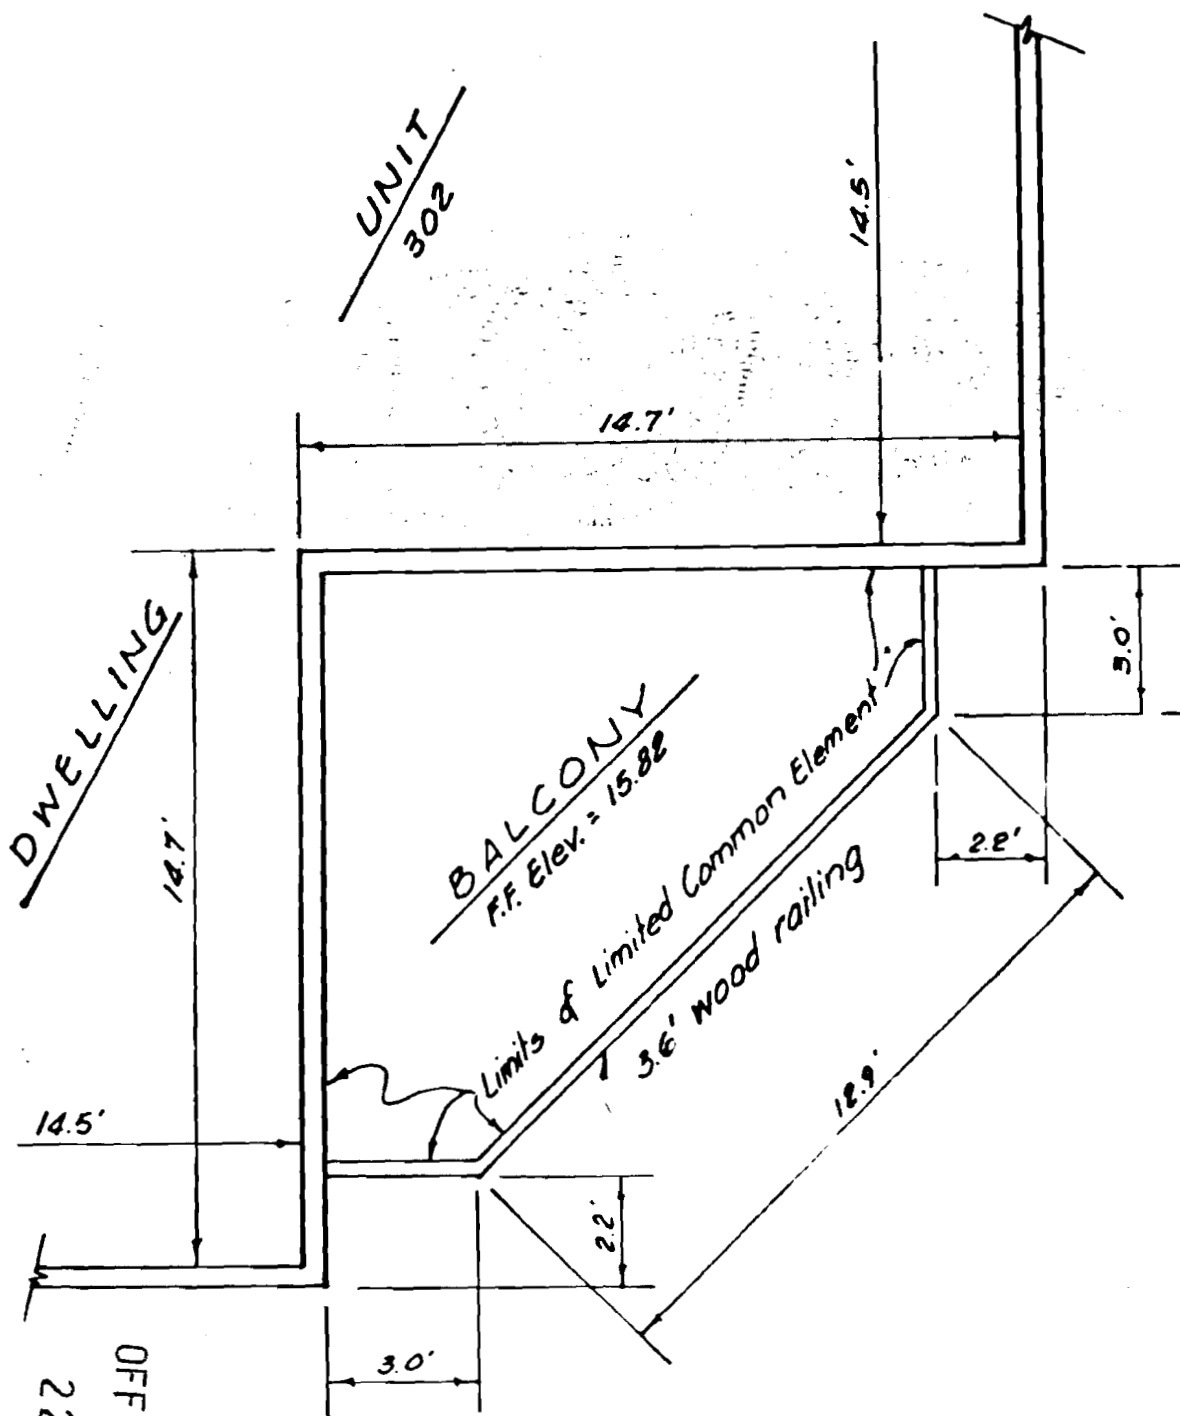 UNIT
302
14.5'
14.7'
DWELLING
14.7'
3.0'
BALCONY
F.F. Elev. = 15.82
Limits of Limited Common Element
3.6' wood railing
2.2'
12.9'
14.5'
2.2'
3.0'
OFF